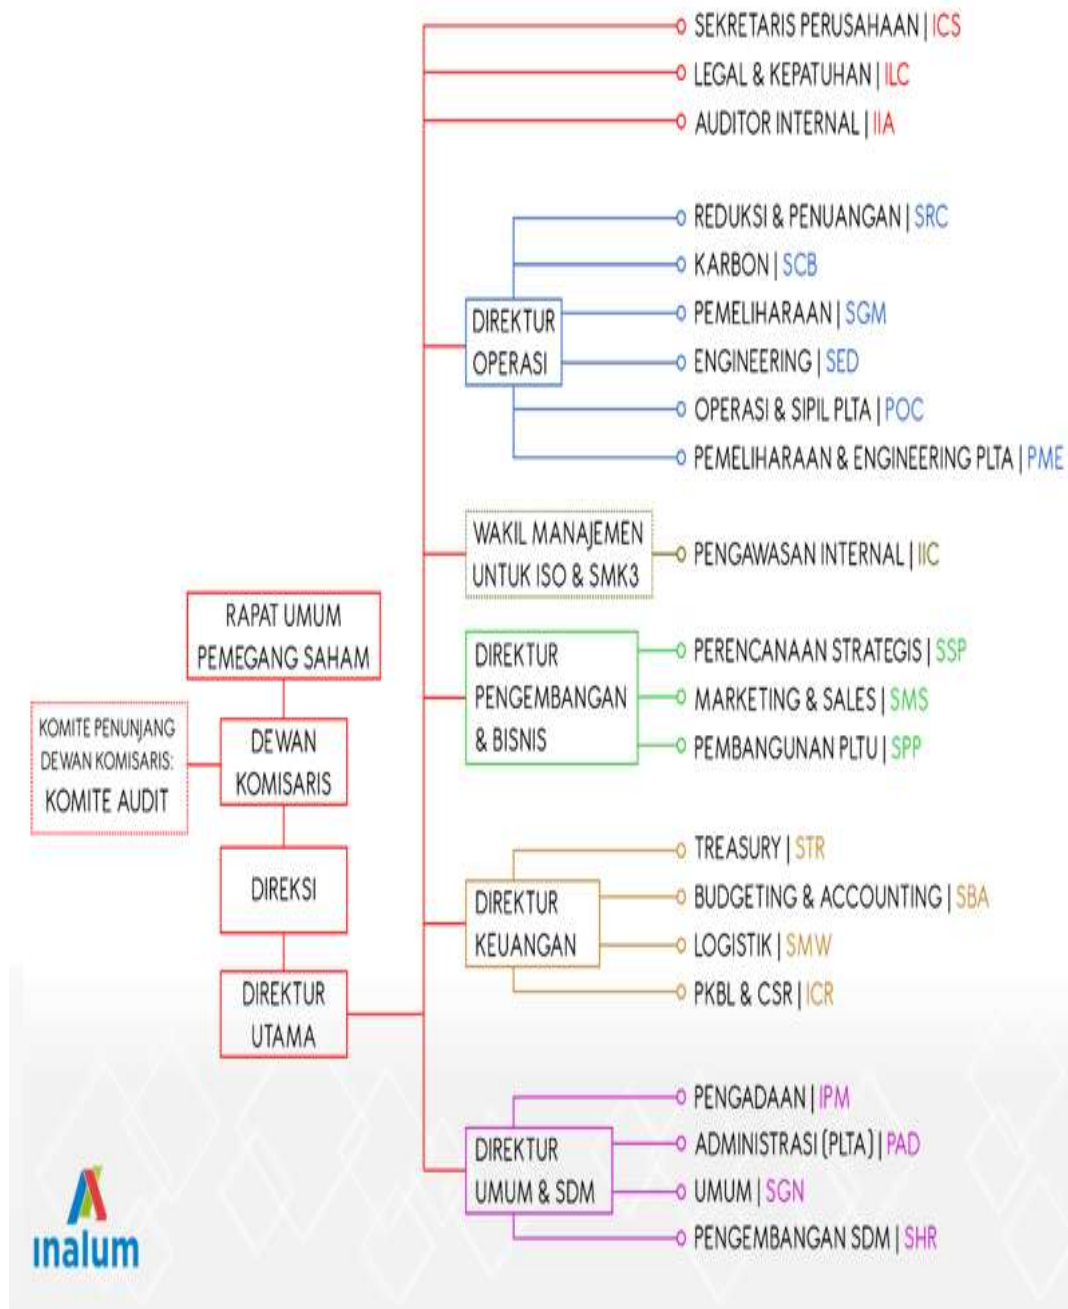 SEKRETARIS PERUSAHAAN | ICS
LEGAL & KEPATUHAN | ILC
AUDITOR INTERNAL | IIA
REDUKSI & PENUANGAN | SRC
KARBON | SCB
DIREKTUR
OPERASI
PEMELIHARAAN | SGM
ENGINEERING | SED
OPERASI & SIPIL PLTA | POC
PEMELIHARAAN & ENGINEERING PLTA | PME
WAKIL MANAJEMEN
UNTUK ISO & SMK3
PENGAWASAN INTERNAL | IIC
RAPAT UMUM
PEMEGANG SAHAM
KOMITE PENUNJANG
DEWAN KOMISARIS:
KOMITE AUDIT
DEWAN
KOMISARIS
DIREKSI
DIREKTUR
UTAMA
DIREKTUR
PENGEMBANGAN
& BISNIS
PERENCANAAN STRATEGIS | SSP
MARKETING & SALES | SMS
PEMBANGUNAN PLTU | SPP
DIREKTUR
KEUANGAN
TREASURY | STR
BUDGETING & ACCOUNTING | SBA
LOGISTIK | SMW
PKBL & CSR | ICR
DIREKTUR
UMUM & SDM
PENGADAAN | IPM
ADMINISTRASI (PLTA) | PAD
UMUM | SGN
PENGEMBANGAN SDM | SHR
inalum